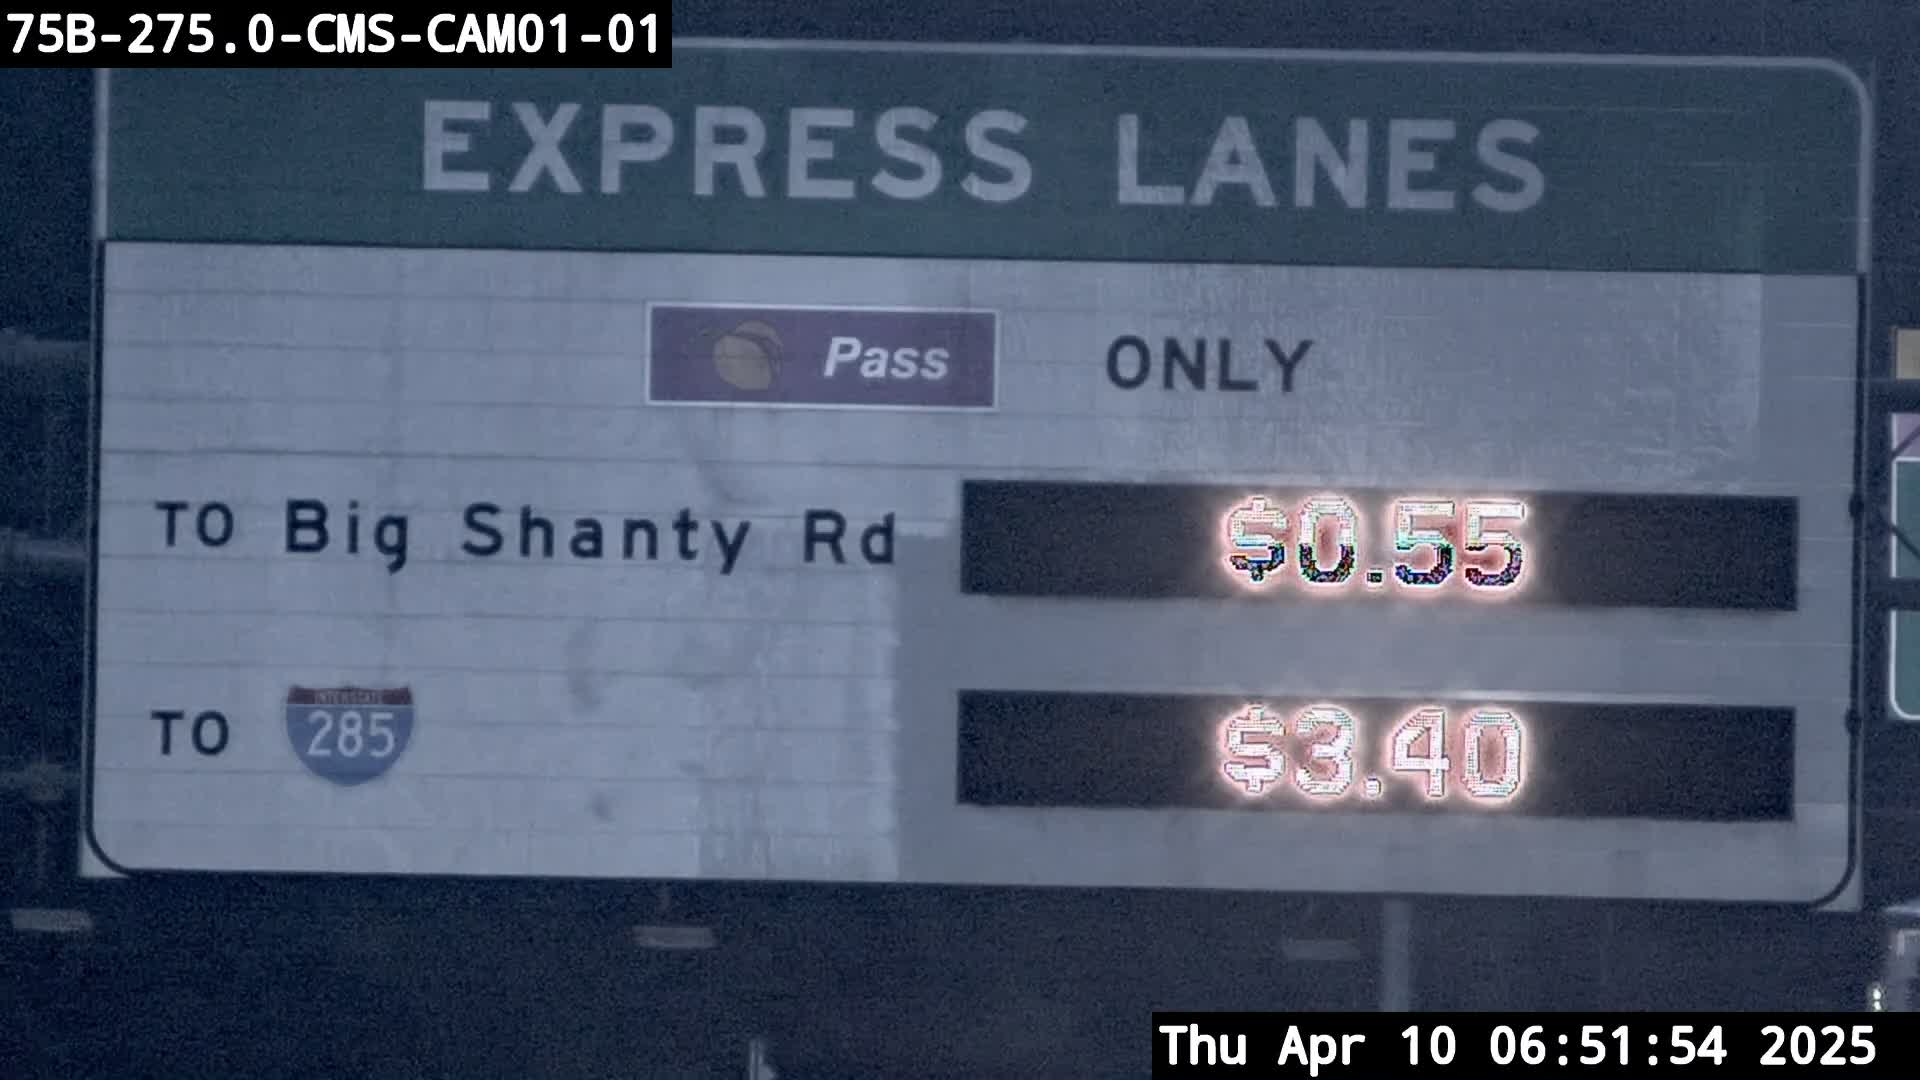 75B-275.0-CMS-CAM01-01
EXPRESS LANES
Pass ONLY
TO Big Shanty Rd $0.55
TO INTERSTATE 285 $3.40
Thu Apr 10 06:51:54 2025